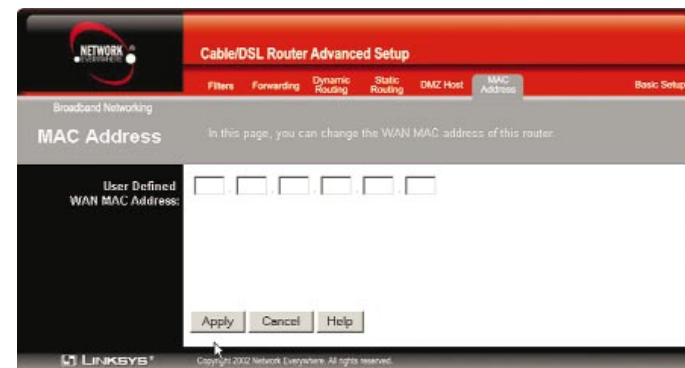 NETWORK
EVERYWHERE
Cable/DSL Router Advanced Setup
Filters Forwarding Dynamic Routing Static Routing DMZ Host MAC Address Basic Setup
Broadband Networking
MAC Address
In this page, you can change the WAN MAC address of this router.
User Defined
WAN MAC Address:
Apply Cancel Help
LINKSYS®
Copyright 2002 Network Everywhere. All rights reserved.